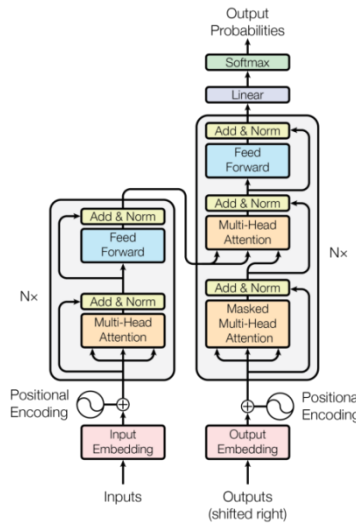 Output
Probabilities
Softmax
Linear
Add & Norm
Feed
Forward
Add & Norm
Multi-Head
Attention
Nx
Add & Norm
Masked
Multi-Head
Attention
Add & Norm
Feed
Forward
Nx
Add & Norm
Multi-Head
Attention
Positional
Encoding
Positional
Encoding
Input
Embedding
Output
Embedding
Inputs
Outputs
(shifted right)